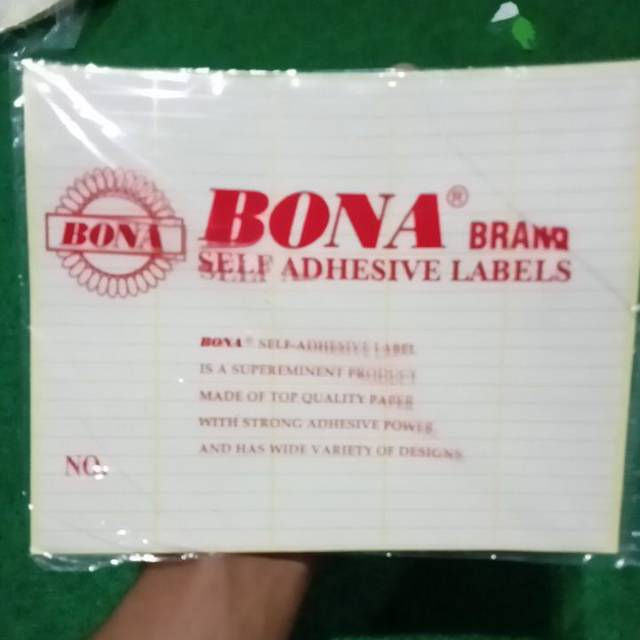 BONA
BONA® BRAND
SELF ADHESIVE LABELS
BONA® SELF-ADHESIVE LABEL
IS A SUPEREMINENT PRODUCT
MADE OF TOP QUALITY PAPER
WITH STRONG ADHESIVE POWER
AND HAS WIDE VARIETY OF DESIGNS
NO.